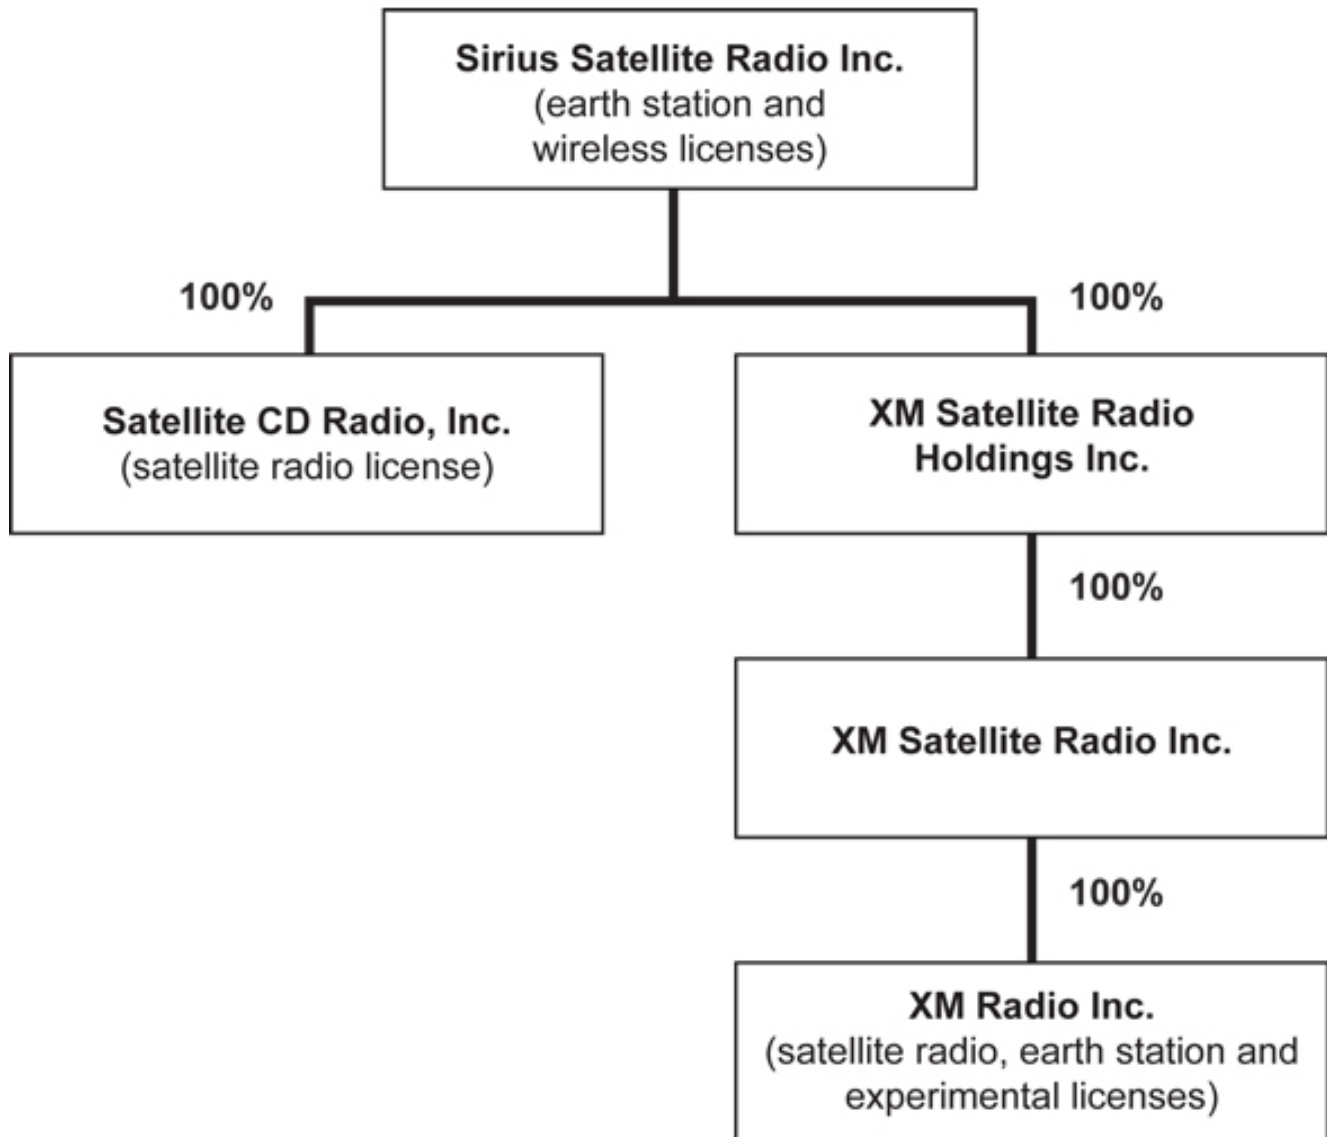 Sirius Satellite Radio Inc.
(earth station and
wireless licenses)
100%
100%
Satellite CD Radio, Inc.
(satellite radio license)
XM Satellite Radio
Holdings Inc.
100%
XM Satellite Radio Inc.
100%
XM Radio Inc.
(satellite radio, earth station and
experimental licenses)